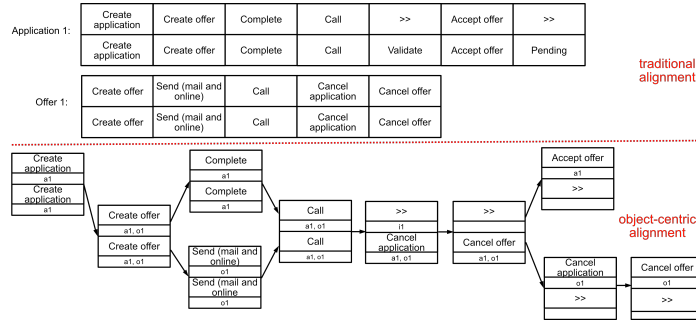 Application 1:
Create application
Create offer
Complete
Call
>>
Accept offer
>>
Create application
Create offer
Complete
Call
Validate
Accept offer
Pending
traditional
alignment
Offer 1:
Create offer
Send (mail and online)
Call
Cancel application
Cancel offer
Create offer
Send (mail and online)
Call
Cancel application
Cancel offer
Create
application
a1
Create
application
a1
Create offer
a1, o1
Create offer
a1, o1
Complete
a1
Complete
a1
Send (mail and
online)
o1
Send (mail and
online
o1
Call
a1, o1
Call
a1, o1
>>
i1
Cancel
application
a1, o1
>>
Cancel offer
a1, o1
Accept offer
a1
>>
object-centric
alignment
Cancel
application
o1
>>
Cancel offer
o1
>>